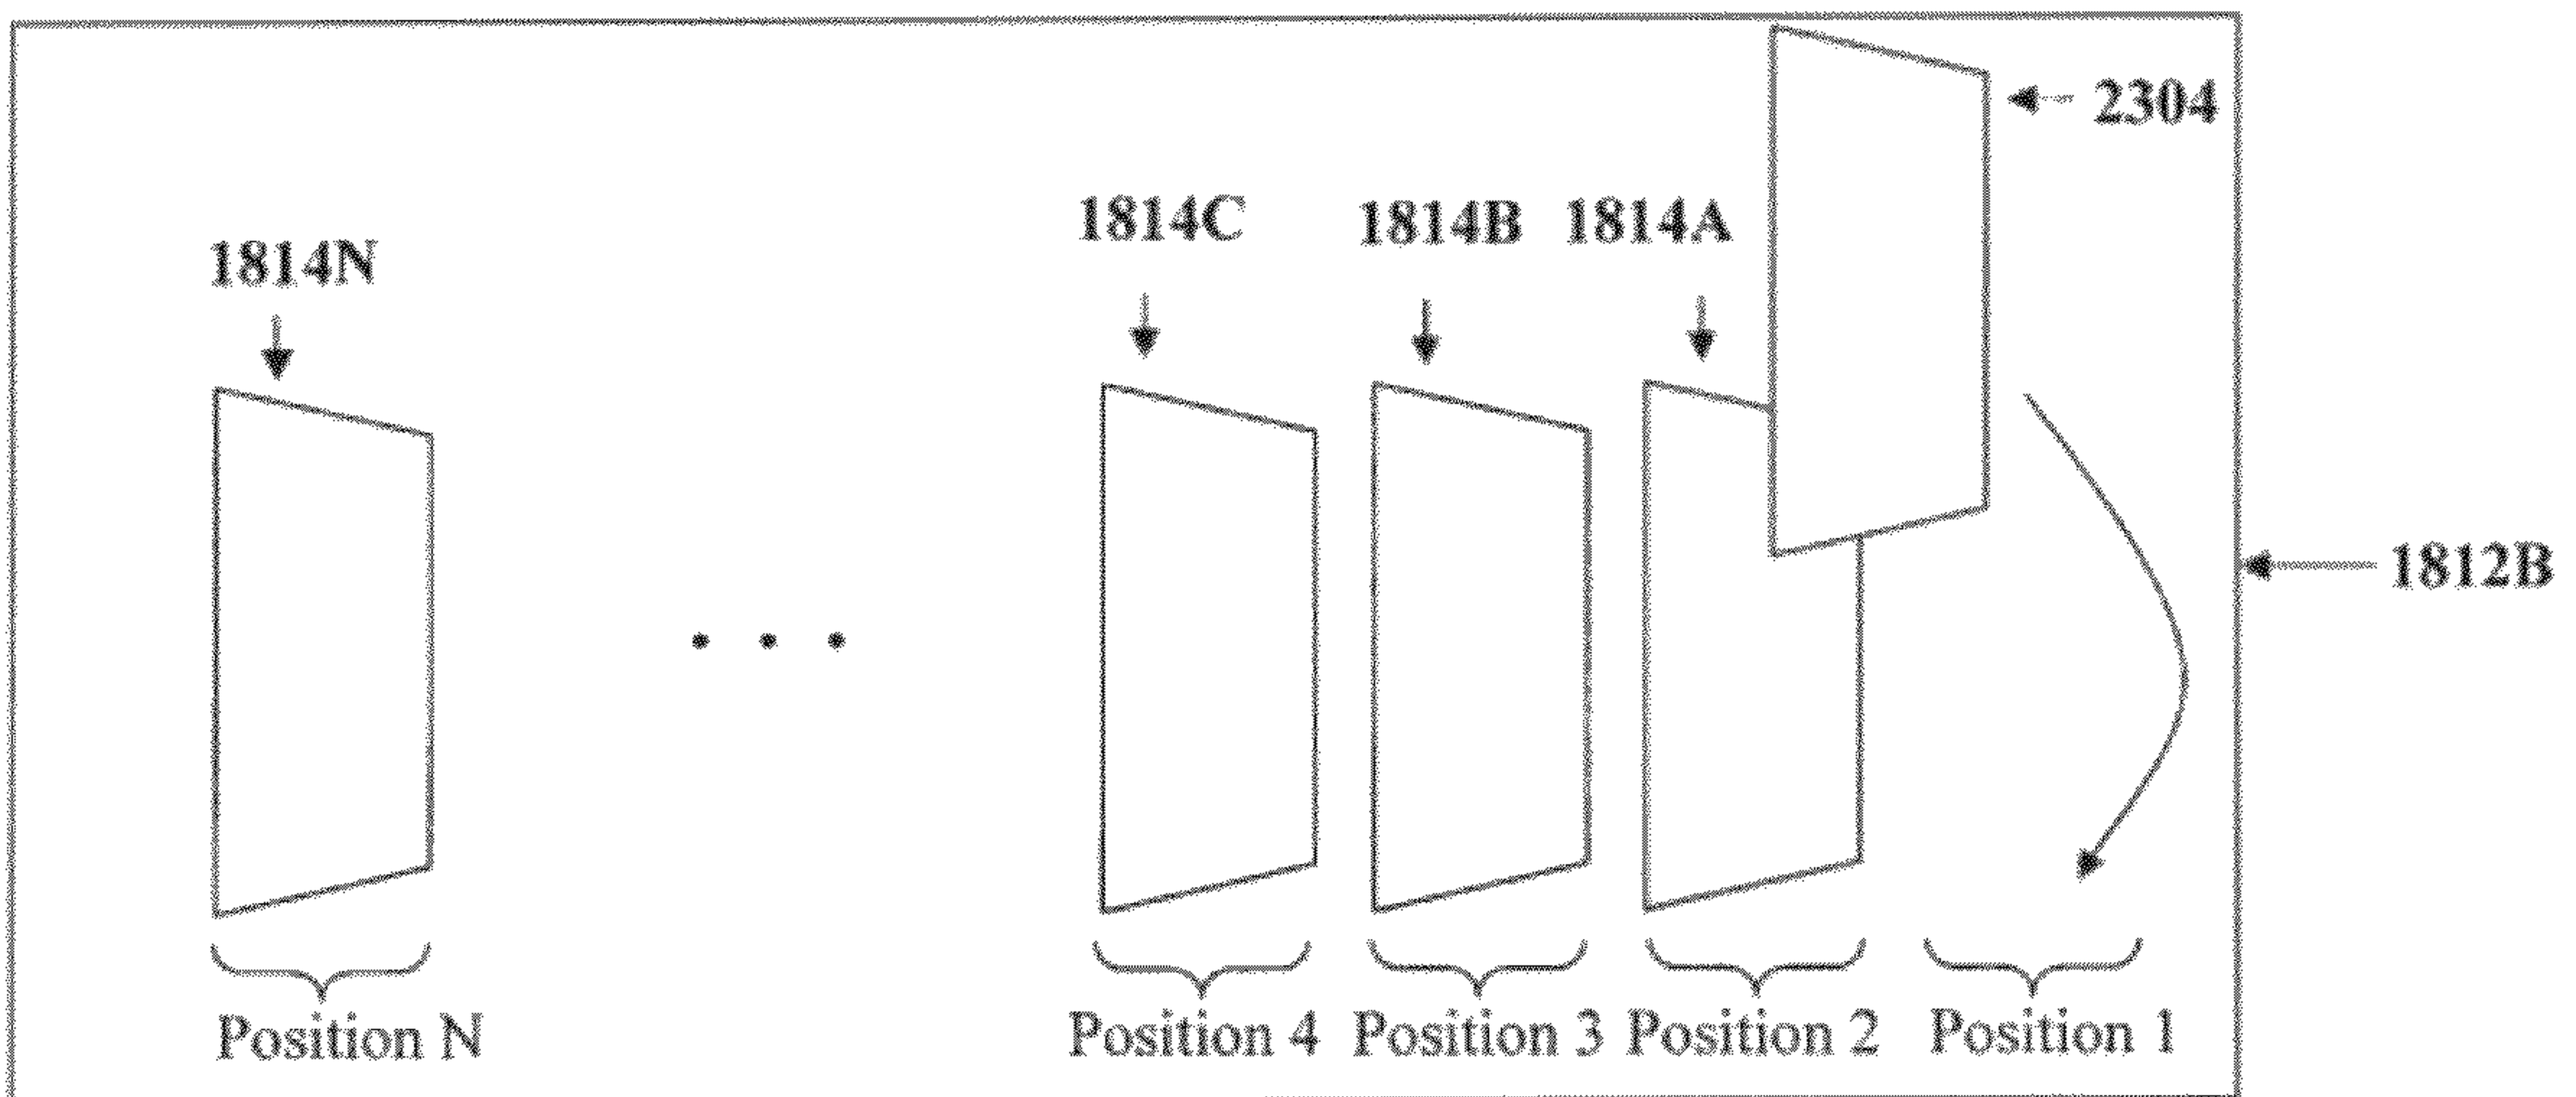 2304
1814N
1814C
1814B
1814A
1812B
. . .
Position N
Position 4
Position 3
Position 2
Position 1